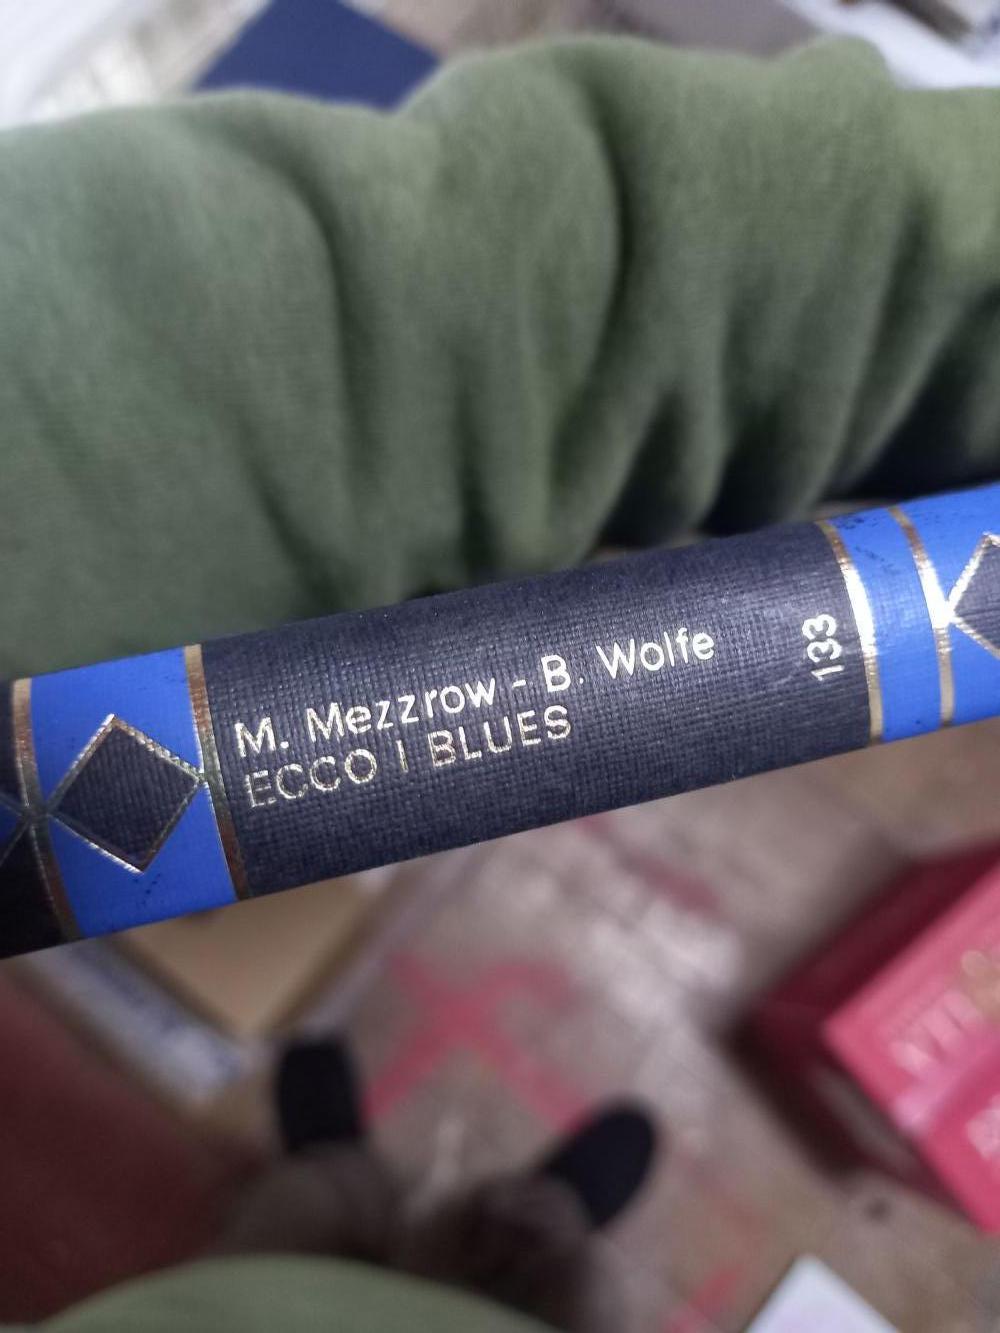 M. Mezzrow - B. Wolfe
ECCO I BLUES
133